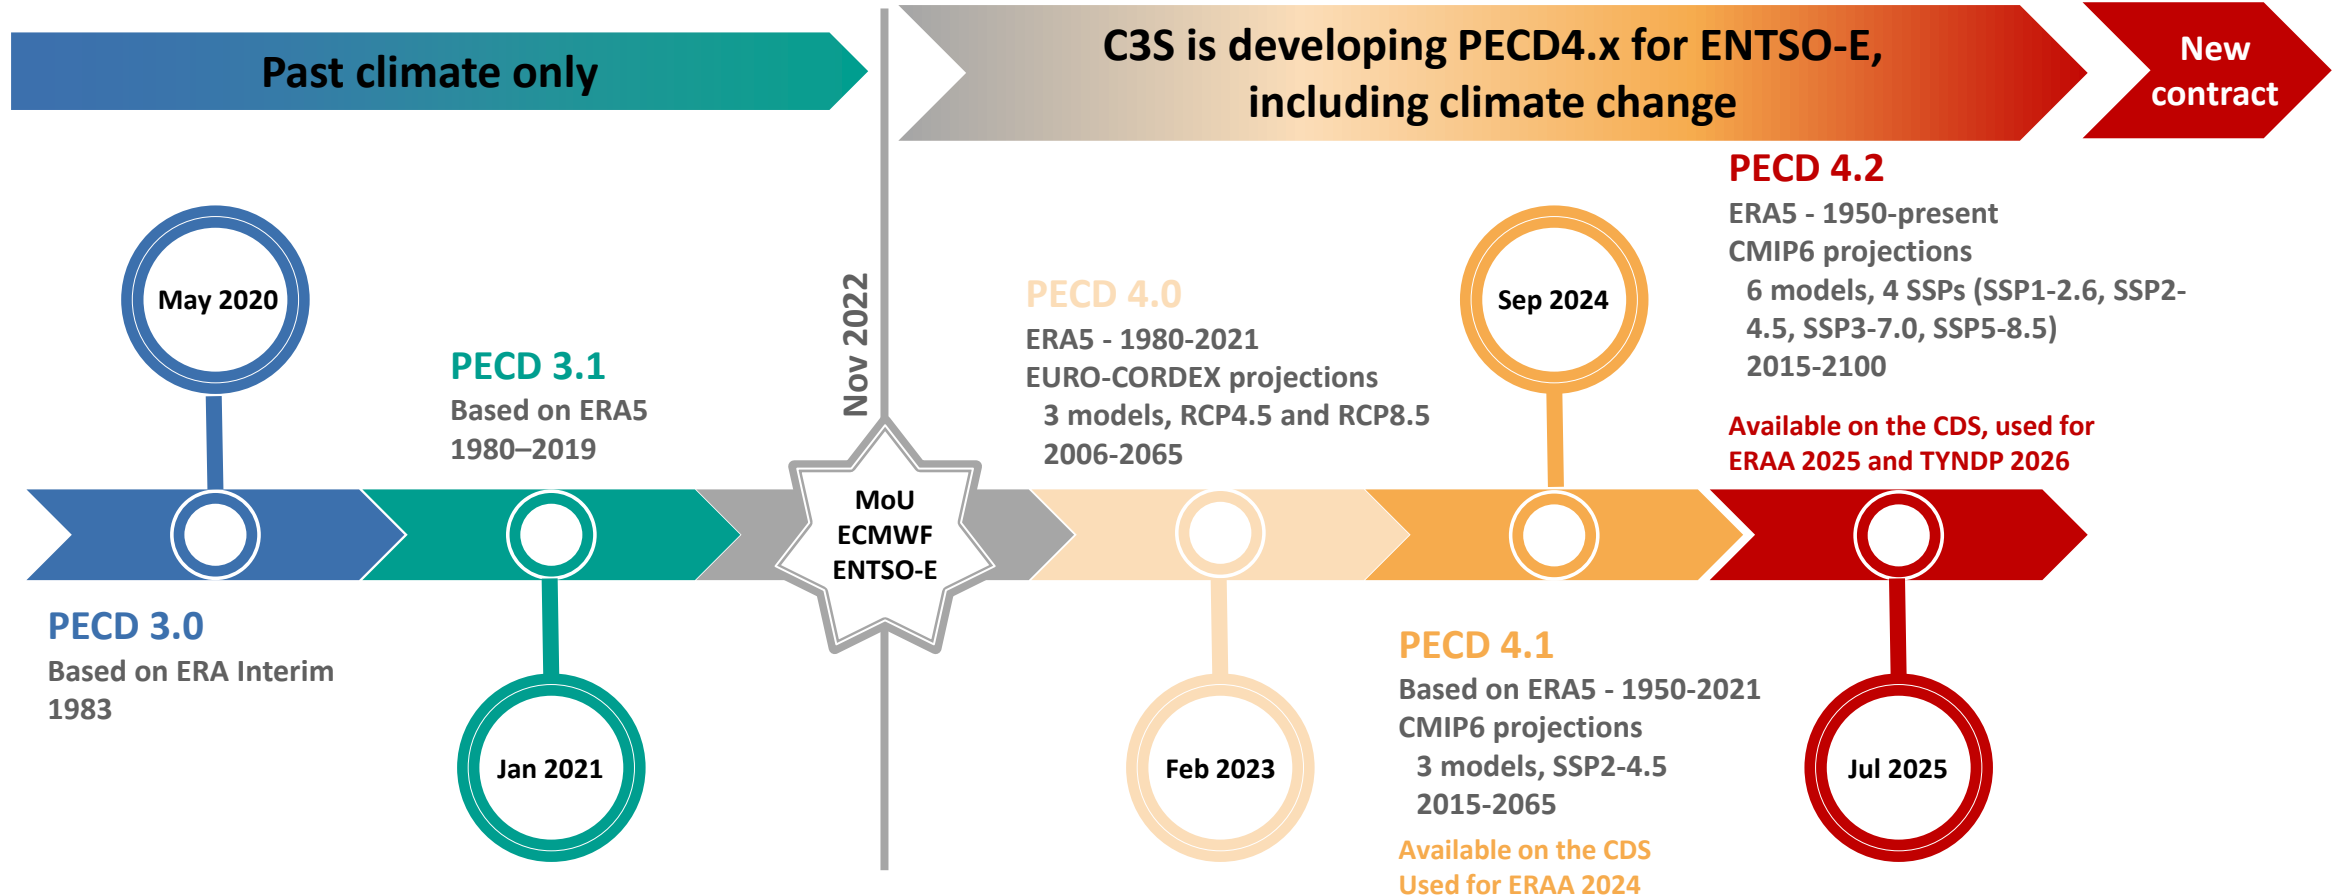 Past climate only
C3S is developing PECD4.x for ENTSO-E,
including climate change
New
contract
May 2020
PECD 3.0
Based on ERA Interim
1983
PECD 3.1
Based on ERA5
1980–2019
Jan 2021
Nov 2022
MoU
ECMWF
ENTSO-E
PECD 4.0
ERA5 - 1980-2021
EURO-CORDEX projections
3 models, RCP4.5 and RCP8.5
2006-2065
Feb 2023
Sep 2024
PECD 4.1
Based on ERA5 - 1950-2021
CMIP6 projections
3 models, SSP2-4.5
2015-2065
Available on the CDS
Used for ERAA 2024
PECD 4.2
ERA5 - 1950-present
CMIP6 projections
6 models, 4 SSPs (SSP1-2.6, SSP2-
4.5, SSP3-7.0, SSP5-8.5)
2015-2100
Available on the CDS, used for
ERAA 2025 and TYNDP 2026
Jul 2025